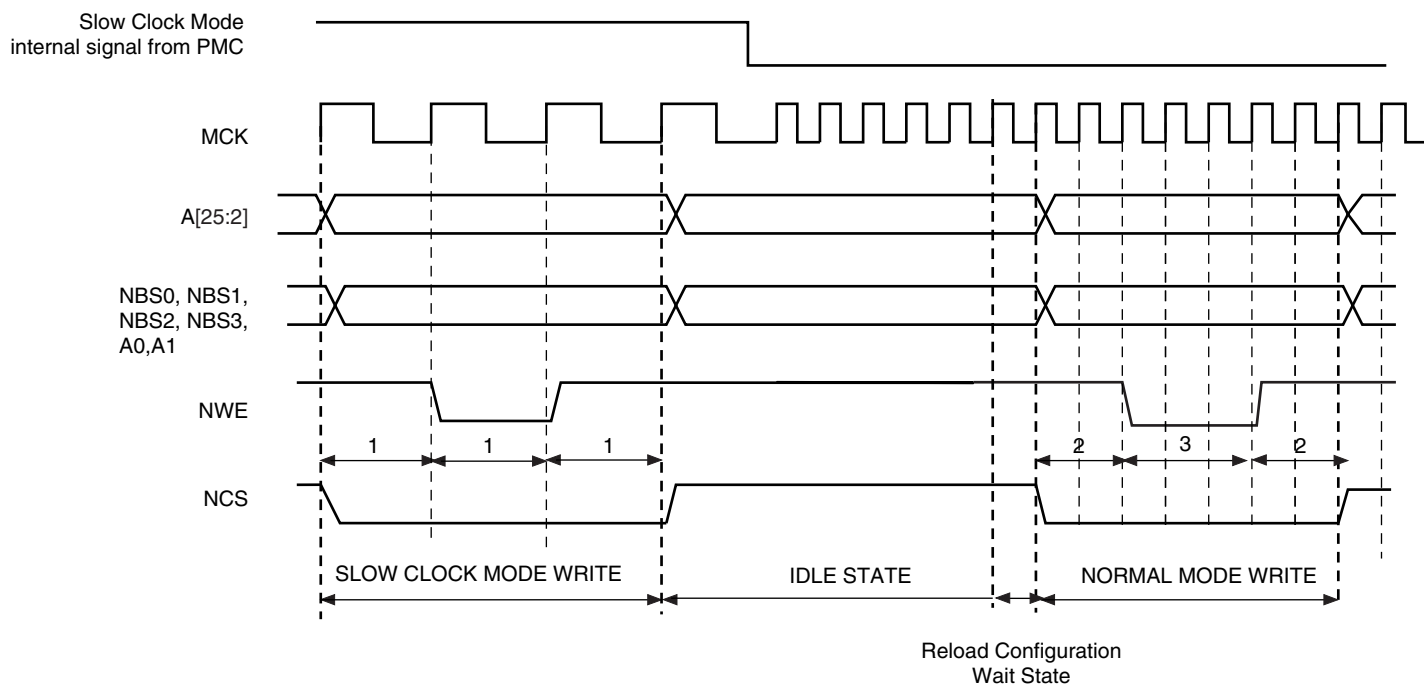 Slow Clock Mode
internal signal from PMC
MCK
A[25:2]
NBS0, NBS1,
NBS2, NBS3,
A0,A1
NWE
1 1 1 2 3 2
NCS
SLOW CLOCK MODE WRITE IDLE STATE NORMAL MODE WRITE
Reload Configuration
Wait State